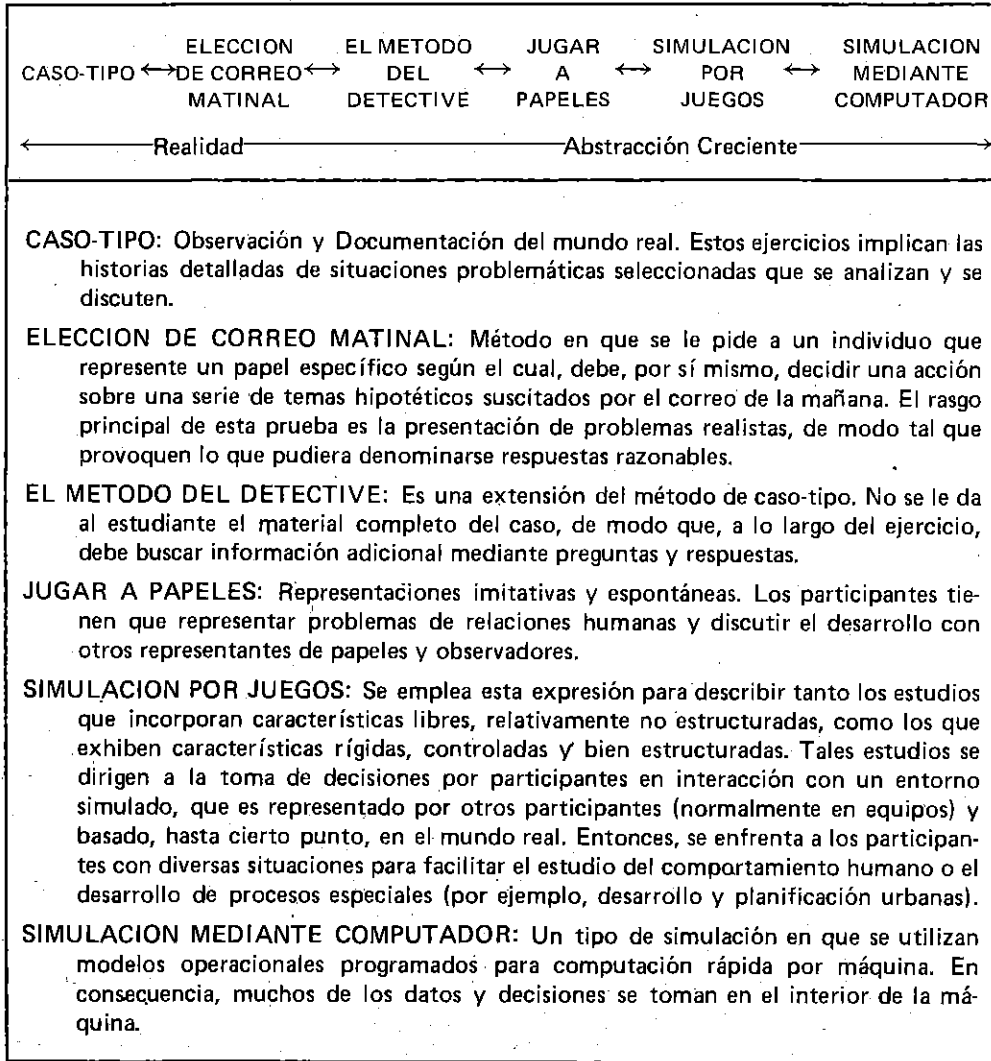 ELECCION EL METODO JUGAR SIMULACION SIMULACION
CASO-TIPO ↔ DE CORREO ↔ DEL ↔ A ↔ POR ↔ MEDIANTE
MATINAL DETECTIVE PAPELES JUEGOS COMPUTADOR
Realidad Abstracción Creciente
CASO-TIPO: Observación y Documentación del mundo real. Estos ejercicios implican las
historias detalladas de situaciones problemáticas seleccionadas que se analizan y se
discuten.
ELECCION DE CORREO MATINAL: Método en que se le pide a un individuo que
represente un papel específico según el cual, debe, por sí mismo, decidir una acción
sobre una serie de temas hipotéticos suscitados por el correo de la mañana. El rasgo
principal de esta prueba es la presentación de problemas realistas, de modo tal que
provoquen lo que pudiera denominarse respuestas razonables.
EL METODO DEL DETECTIVE: Es una extensión del método de caso-tipo. No se le da
al estudiante el material completo del caso, de modo que, a lo largo del ejercicio,
debe buscar información adicional mediante preguntas y respuestas.
JUGAR A PAPELES: Representaciones imitativas y espontáneas. Los participantes tie-
nen que representar problemas de relaciones humanas y discutir el desarrollo con
otros representantes de papeles y observadores.
SIMULACION POR JUEGOS: Se emplea esta expresión para describir tanto los estudios
que incorporan características libres, relativamente no estructuradas, como los que
exhiben características rígidas, controladas y bien estructuradas. Tales estudios se
dirigen a la toma de decisiones por participantes en interacción con un entorno
simulado, que es representado por otros participantes (normalmente en equipos) y
basado, hasta cierto punto, en el mundo real. Entonces, se enfrenta a los participan-
tes con diversas situaciones para facilitar el estudio del comportamiento humano o el
desarrollo de procesos especiales (por ejemplo, desarrollo y planificación urbanas).
SIMULACION MEDIANTE COMPUTADOR: Un tipo de simulación en que se utilizan
modelos operacionales programados para computación rápida por máquina. En
consecuencia, muchos de los datos y decisiones se toman en el interior de la má-
quina.